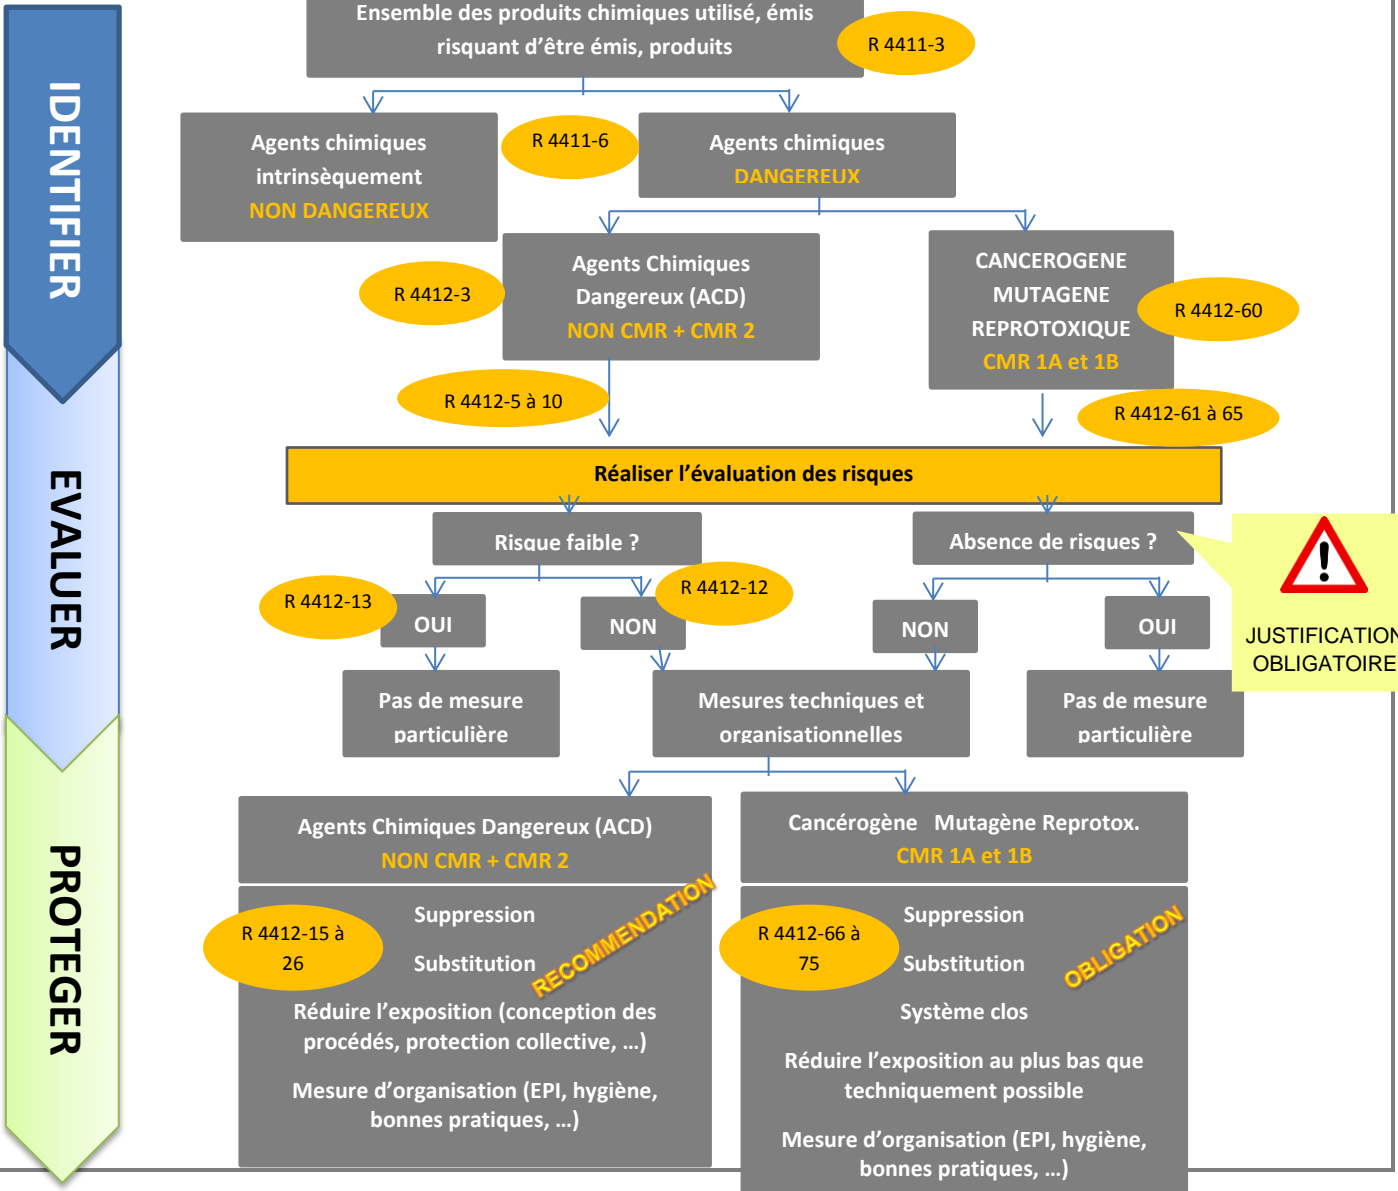 IDENTIFIER
EVALUER
PROTEGER
Ensemble des produits chimiques utilisé, émis
risquant d'être émis, produits
R 4411-3
Agents chimiques
intrinsèquement
NON DANGEREUX
R 4411-6
Agents chimiques
DANGEREUX
R 4412-3
Agents Chimiques
Dangereux (ACD)
NON CMR + CMR 2
CANCEROGENE
MUTAGENE
REPROTOXIQUE
CMR 1A et 1B
R 4412-60
R 4412-5 à 10
R 4412-61 à 65
Réaliser l'évaluation des risques
Risque faible ?
Absence de risques ?
JUSTIFICATION
OBLIGATOIRE
R 4412-13
OUI
NON
R 4412-12
NON
OUI
Pas de mesure
particulière
Mesures techniques et
organisationnelles
Pas de mesure
particulière
Agents Chimiques Dangereux (ACD)
NON CMR + CMR 2
Cancérogène Mutagène Reprotox.
CMR 1A et 1B
R 4412-15 à
26
Suppression
Substitution
RECOMMENDATION
Réduire l'exposition (conception des
procédés, protection collective, ...)
Mesure d'organisation (EPI, hygiène,
bonnes pratiques, ...)
R 4412-66 à
75
Suppression
Substitution
OBLIGATION
Système clos
Réduire l'exposition au plus bas que
techniquement possible
Mesure d'organisation (EPI, hygiène,
bonnes pratiques, ...)